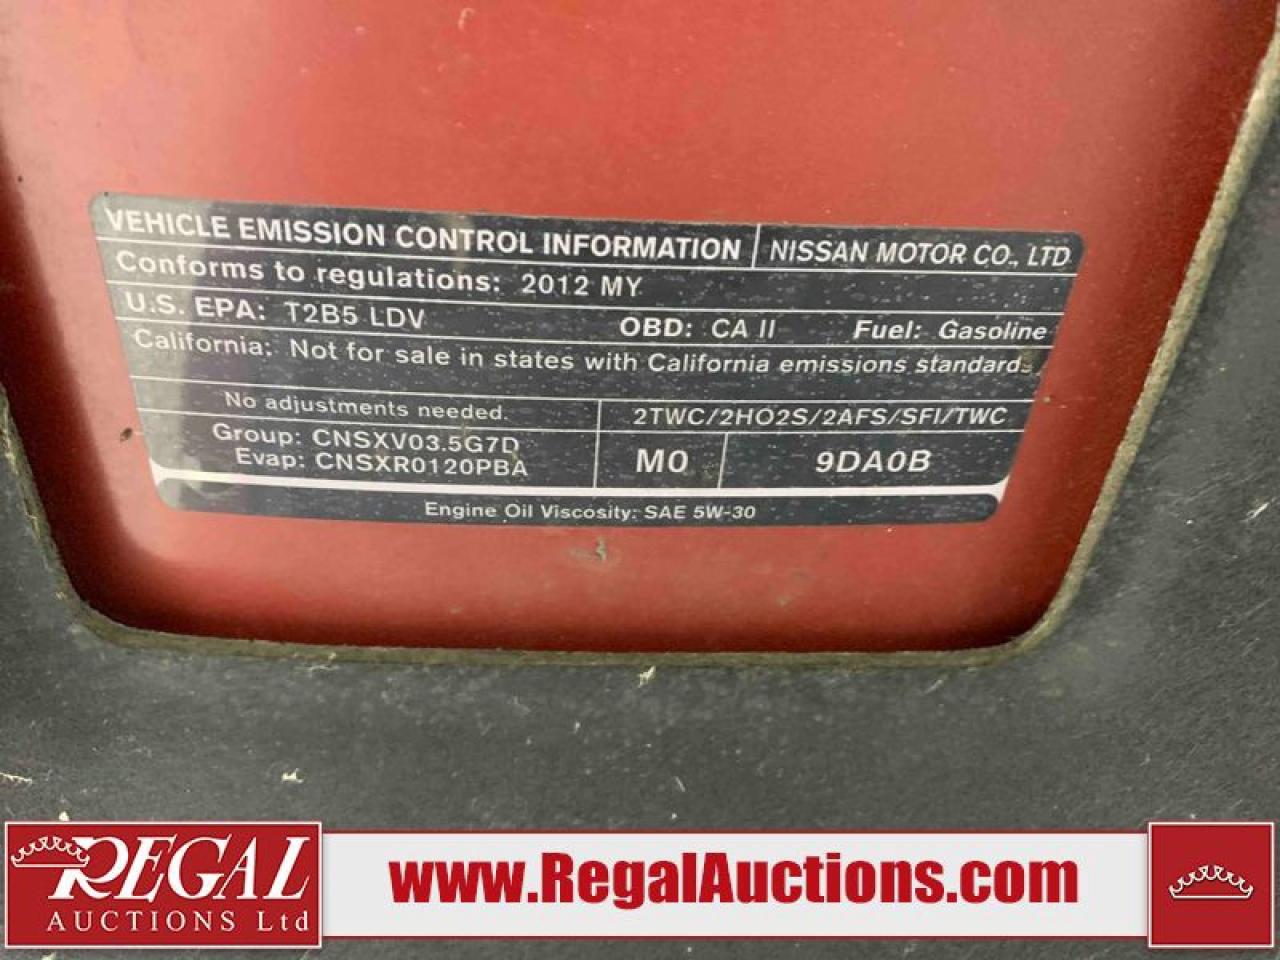 VEHICLE EMISSION CONTROL INFORMATION NISSAN MOTOR CO., LTD
Conforms to regulations: 2012 MY
U.S. EPA: T2B5 LDV OBD: CA II Fuel: Gasoline
California: Not for sale in states with California emissions standards.
No adjustments needed. 2TWC/2HO2S/2AFS/SFI/TWC
Group: CNSXV03.5G7D
Evap: CNSXR0120PBA M0 9DA0B
Engine Oil Viscosity: SAE 5W-30
REGAL
AUCTIONS Ltd
www.RegalAuctions.com